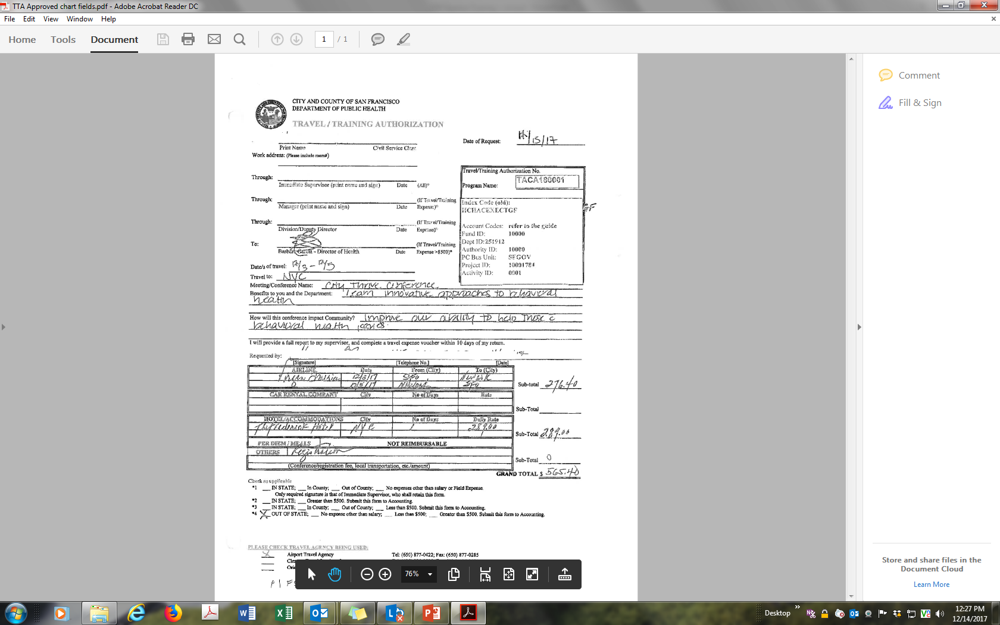 TTA Approved chart fields.pdf - Adobe Acrobat Reader DC
File Edit View Window Help
Home Tools Document 1 / 1
Comment
Fill & Sign
CITY AND COUNTY OF SAN FRANCISCO
DEPARTMENT OF PUBLIC HEALTH
TRAVEL / TRAINING AUTHORIZATION
Date of Request: /15/17
Print Name Civil Service Class
Work address: (Please include room#)
Travel/Training Authorization No.
TACA180001
Program Name:
Through:
Immediate Supervisor (print name and sign) Date (All)*
Through: (If Travel/Training
Manager (print name and sign) Date Expense)*
Index Code (old):
HCHACEXECTGF
GF
Through: (If Travel/Training
Division/Deputy Director Date Expense)*
Account Codes: refer to the guide
Fund ID: 10000
Dept ID:251912
Authority ID: 10000
PC Bus Unit: SFGOV
Project ID: 10001784
Activity ID: 0001
To: (If Travel/Training
Barbara Garcia - Director of Health Date Expense >$500)*
Date/s of travel: 12/3 - 12/5
Travel to: NYC
Meeting/Conference Name: City Thrive Conference
Benefits to you and the Department: Learn innovative approaches to behavioral
health
How will this conference impact Community? Improve our ability to help those c̄
behavioral health issues.
I will provide a full report to my supervisor, and complete a travel expense voucher within 10 days of my return.
Requested by:
[Signature] [Telephone No.] [Date]
AIRLINE Date From (City) To (City)
12/3/17 SFO Newark
12/5/17 Newark SFO
Sub-total 276.40
CAR RENTAL COMPANY City No of Days Rate
Sub-Total
HOTEL/ACCOMMODATIONS City No of Days Daily Rate
The Frederick Hotel NYC 1 289.00
Sub-Total 289.00
PER DIEM / MEALS NOT REIMBURSABLE
OTHERS Registration
Sub-Total 0
(Conference/registration fee, local transportation, etc./amount)
GRAND TOTAL $ 565.40
Check as applicable
*1 ___ IN STATE; ___ In County; ___ Out of County; ___ No expenses other than salary or Field Expense.
Only required signature is that of Immediate Supervisor, who shall retain this form.
*2 ___ IN STATE; ___ Greater than $500. Submit this form to Accounting.
*3 ___ IN STATE; ___ In County; ___ Out of County; ___ Less than $500. Submit this form to Accounting.
*4 X OUT OF STATE; ___ No expense other than salary; ___ Less than $500; ___ Greater than $500. Submit this form to Accounting.
PLEASE CHECK TRAVEL AGENCY BEING USED:
X Airport Travel Agency Tel: (650) 877-0422; Fax: (650) 877-0285
76%
Store and share files in the
Document Cloud
Learn More
Desktop
12:27 PM
12/14/2017